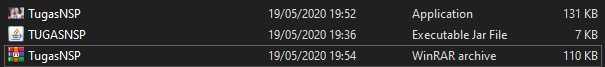 TugasNSP 19/05/2020 19:52 Application 131 KB
TUGASNSP 19/05/2020 19:36 Executable Jar File 7 KB
TugasNSP 19/05/2020 19:54 WinRAR archive 110 KB